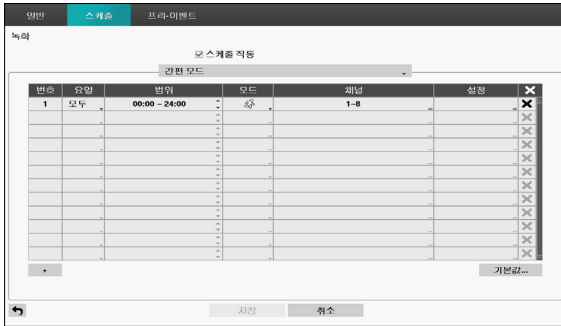 일반 스케줄 프리-이벤트
녹화
스케줄 작동
간편 모드
번호 요일 범위 모드 채널 설정
1 모두 00:00 ~ 24:00 1~8
+ 기본값...
저장 취소